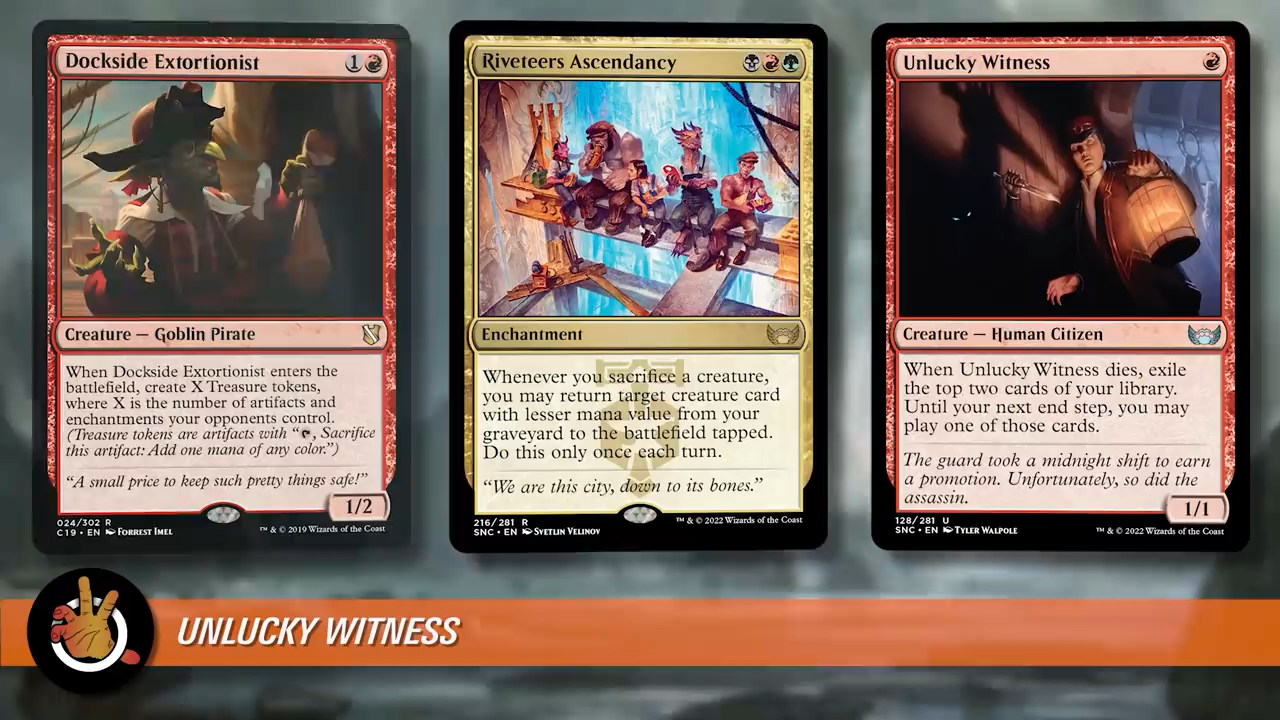 Dockside Extortionist 1
Creature — Goblin Pirate
When Dockside Extortionist enters the
battlefield, create X Treasure tokens,
where X is the number of artifacts and
enchantments your opponents control.
(Treasure tokens are artifacts with “, Sacrifice
this artifact: Add one mana of any color.”)
“A small price to keep such pretty things safe!”
1/2
024/302 R
C19 • EN Forrest Imel
™ & © 2019 Wizards of the Coast
Riveteers Ascendancy
Enchantment
Whenever you sacrifice a creature,
you may return target creature card
with lesser mana value from your
graveyard to the battlefield tapped.
Do this only once each turn.
“We are this city, down to its bones.”
216/281 R
SNC • EN Svetlin Velinov
™ & © 2022 Wizards of the Coast
Unlucky Witness
Creature — Human Citizen
When Unlucky Witness dies, exile
the top two cards of your library.
Until your next end step, you may
play one of those cards.
The guard took a midnight shift to earn
a promotion. Unfortunately, so did the
assassin.
1/1
128/281 U
SNC • EN Tyler Walpole
™ & © 2022 Wizards of the Coast
UNLUCKY WITNESS